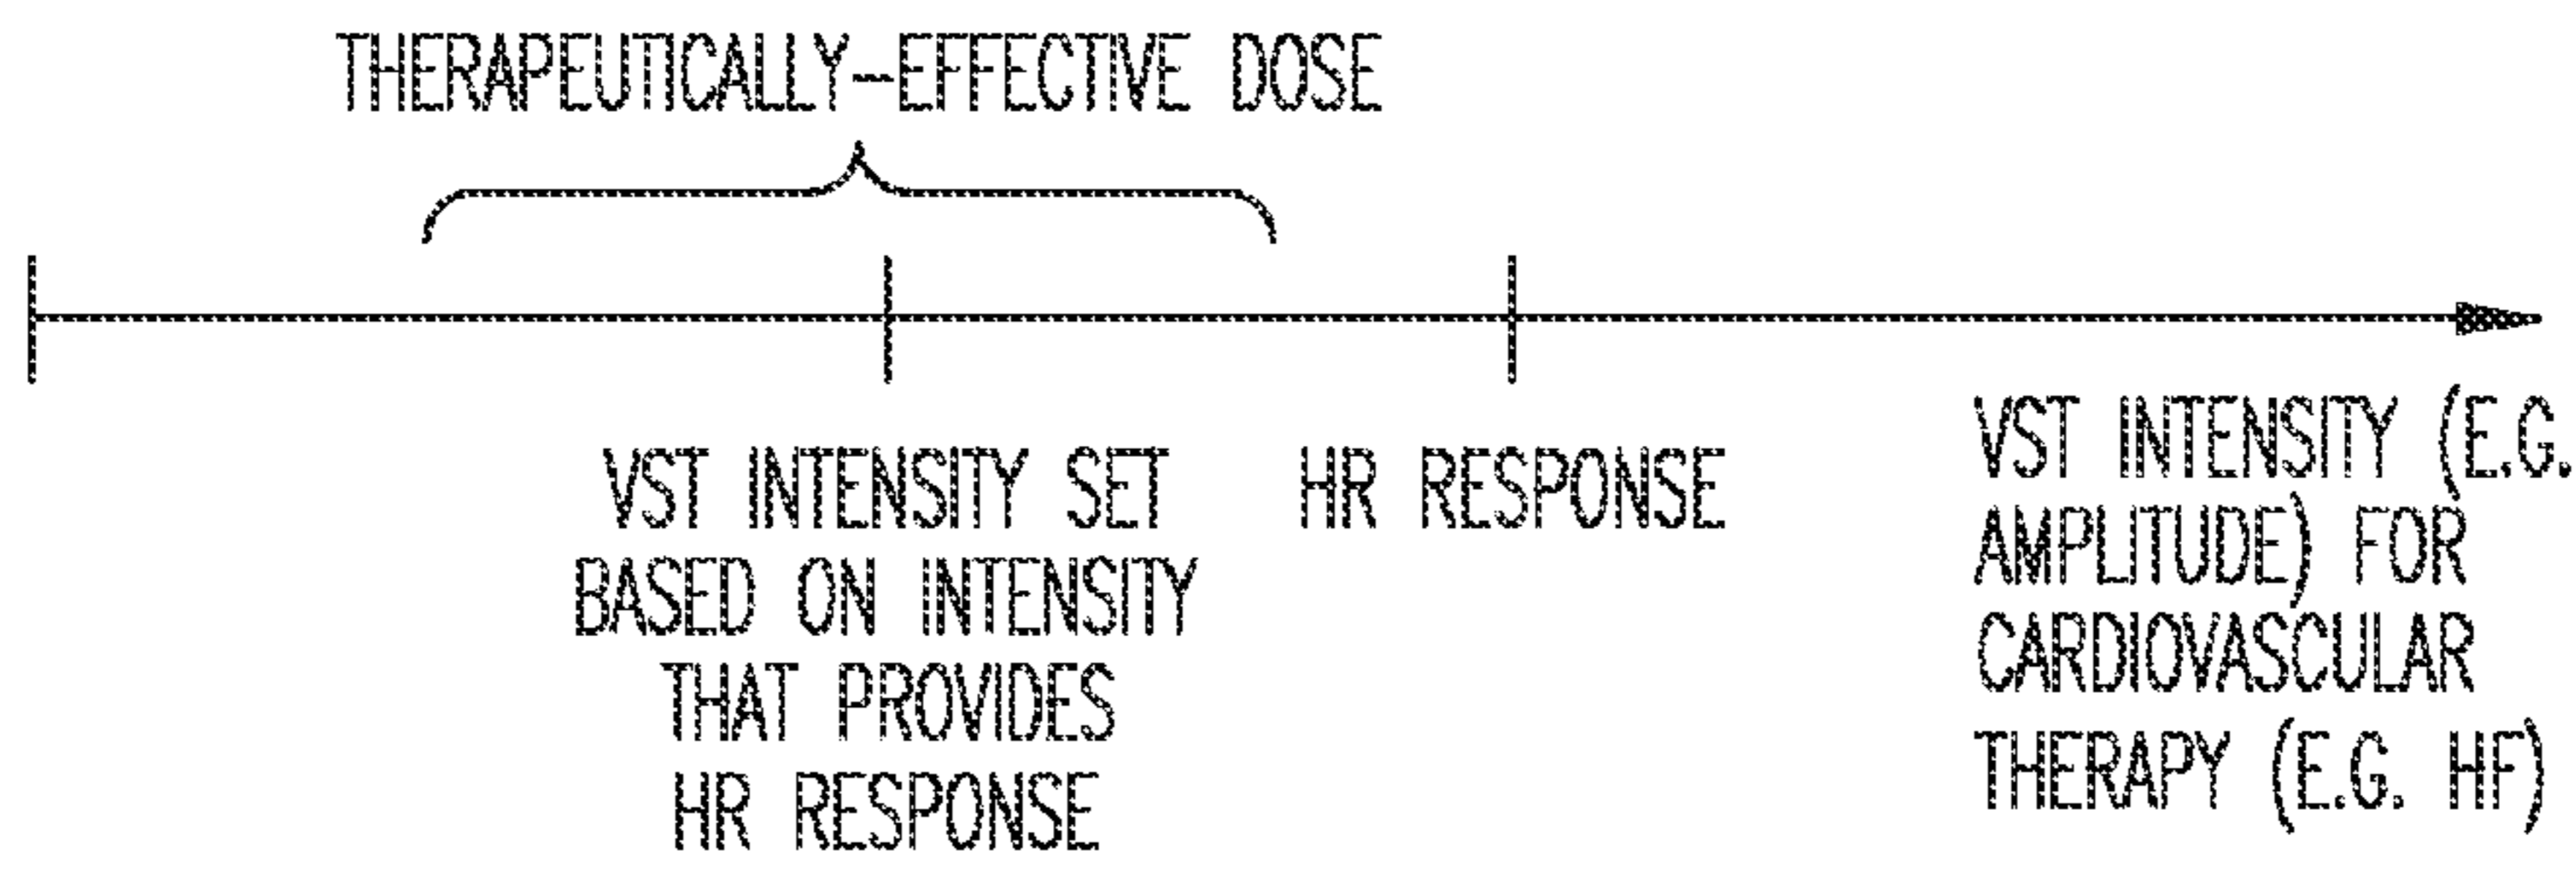 THERAPEUTICALLY-EFFECTIVE DOSE
VST INTENSITY SET
BASED ON INTENSITY
THAT PROVIDES
HR RESPONSE
HR RESPONSE
VST INTENSITY (E.G.
AMPLITUDE) FOR
CARDIOVASCULAR
THERAPY (E.G. HF)